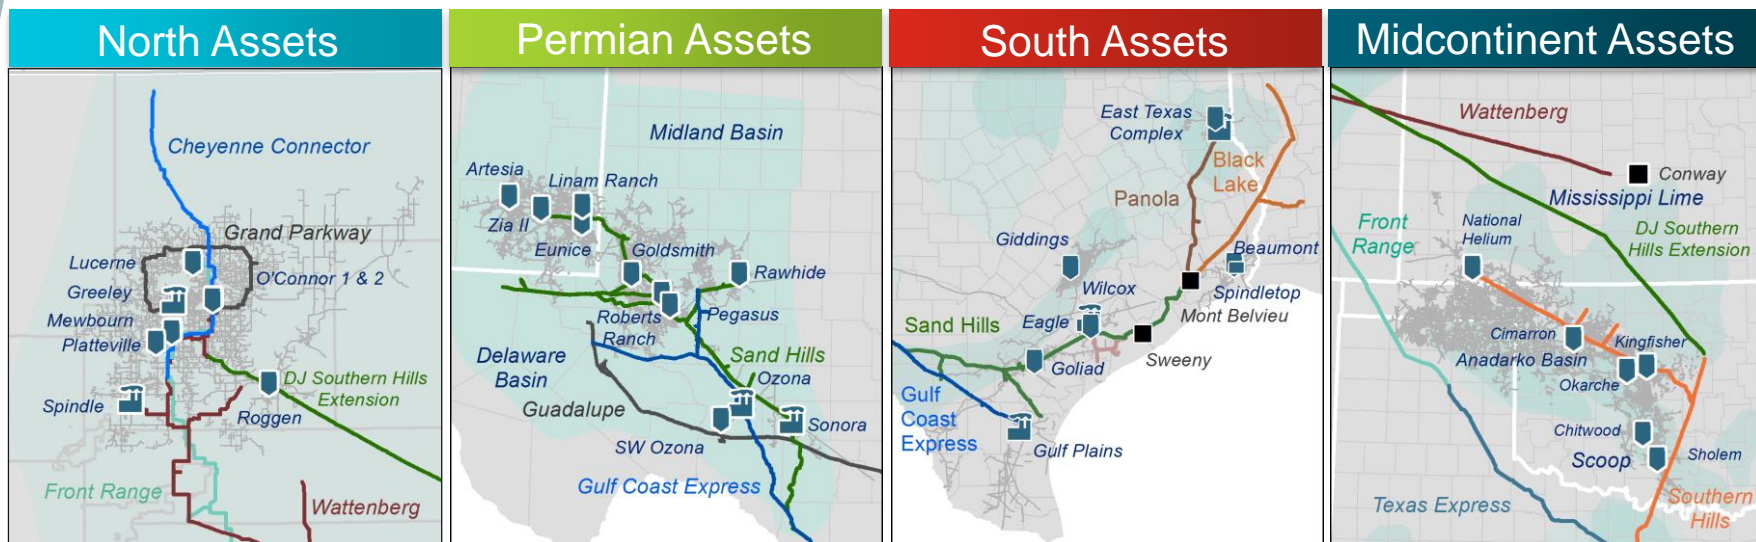 North Assets
Cheyenne Connector
Grand Parkway
Lucerne
O'Connor 1 & 2
Greeley
Mewbourn
Platteville
DJ Southern Hills
Extension
Spindle
Roggen
Front Range
Wattenberg
Permian Assets
Midland Basin
Artesia
Linam Ranch
Zia II
Eunice
Goldsmith
Rawhide
Roberts
Ranch
Pegasus
Delaware
Basin
Sand Hills
Ozona
Guadalupe
SW Ozona
Sonora
Gulf Coast Express
South Assets
East Texas
Complex
Black
Lake
Panola
Giddings
Beaumont
Wilcox
Spindletop
Mont Belvieu
Eagle
Sand Hills
Sweeny
Goliad
Gulf
Coast
Express
Gulf Plains
Midcontinent Assets
Wattenberg
Conway
Mississippi Lime
Front
Range
National
Helium
DJ Southern
Hills Extension
Cimarron
Kingfisher
Anadarko Basin
Okarche
Chitwood
Scoop
Sholem
Texas Express
Southern
Hills